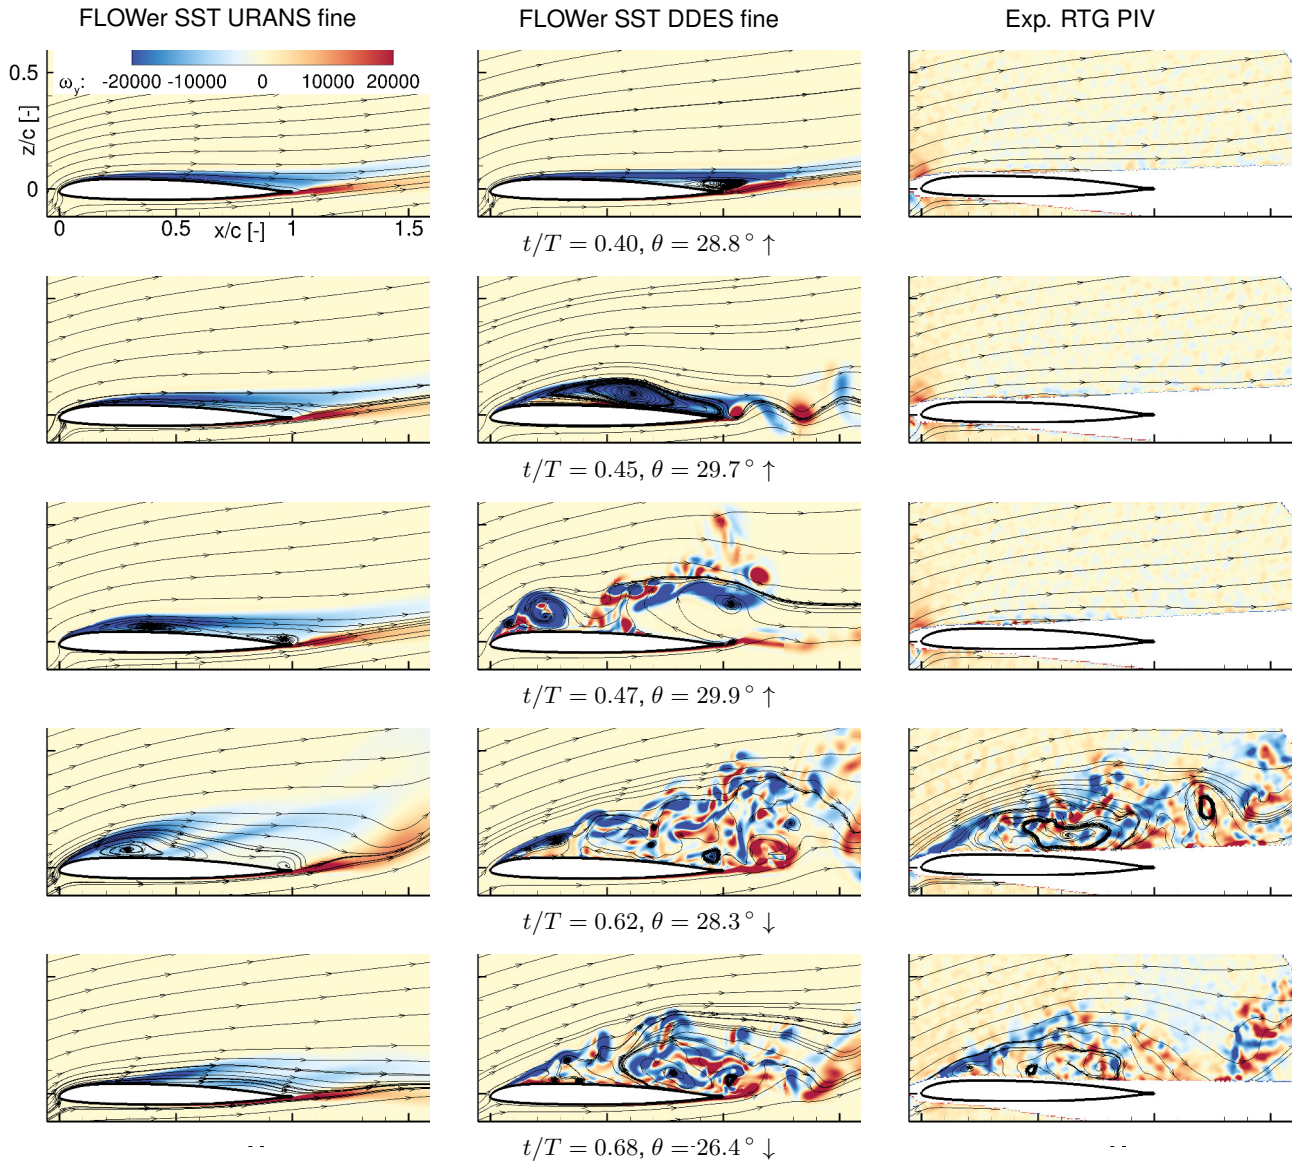 FLOWer SST URANS fine
FLOWer SST DDES fine
Exp. RTG PIV
ω_y: -20000 -10000 0 10000 20000
z/c [-]
0.5
0
0 0.5 x/c [-] 1 1.5
t/T = 0.40, θ = 28.8° ↑
t/T = 0.45, θ = 29.7° ↑
t/T = 0.47, θ = 29.9° ↑
t/T = 0.62, θ = 28.3° ↓
t/T = 0.68, θ = 26.4° ↓